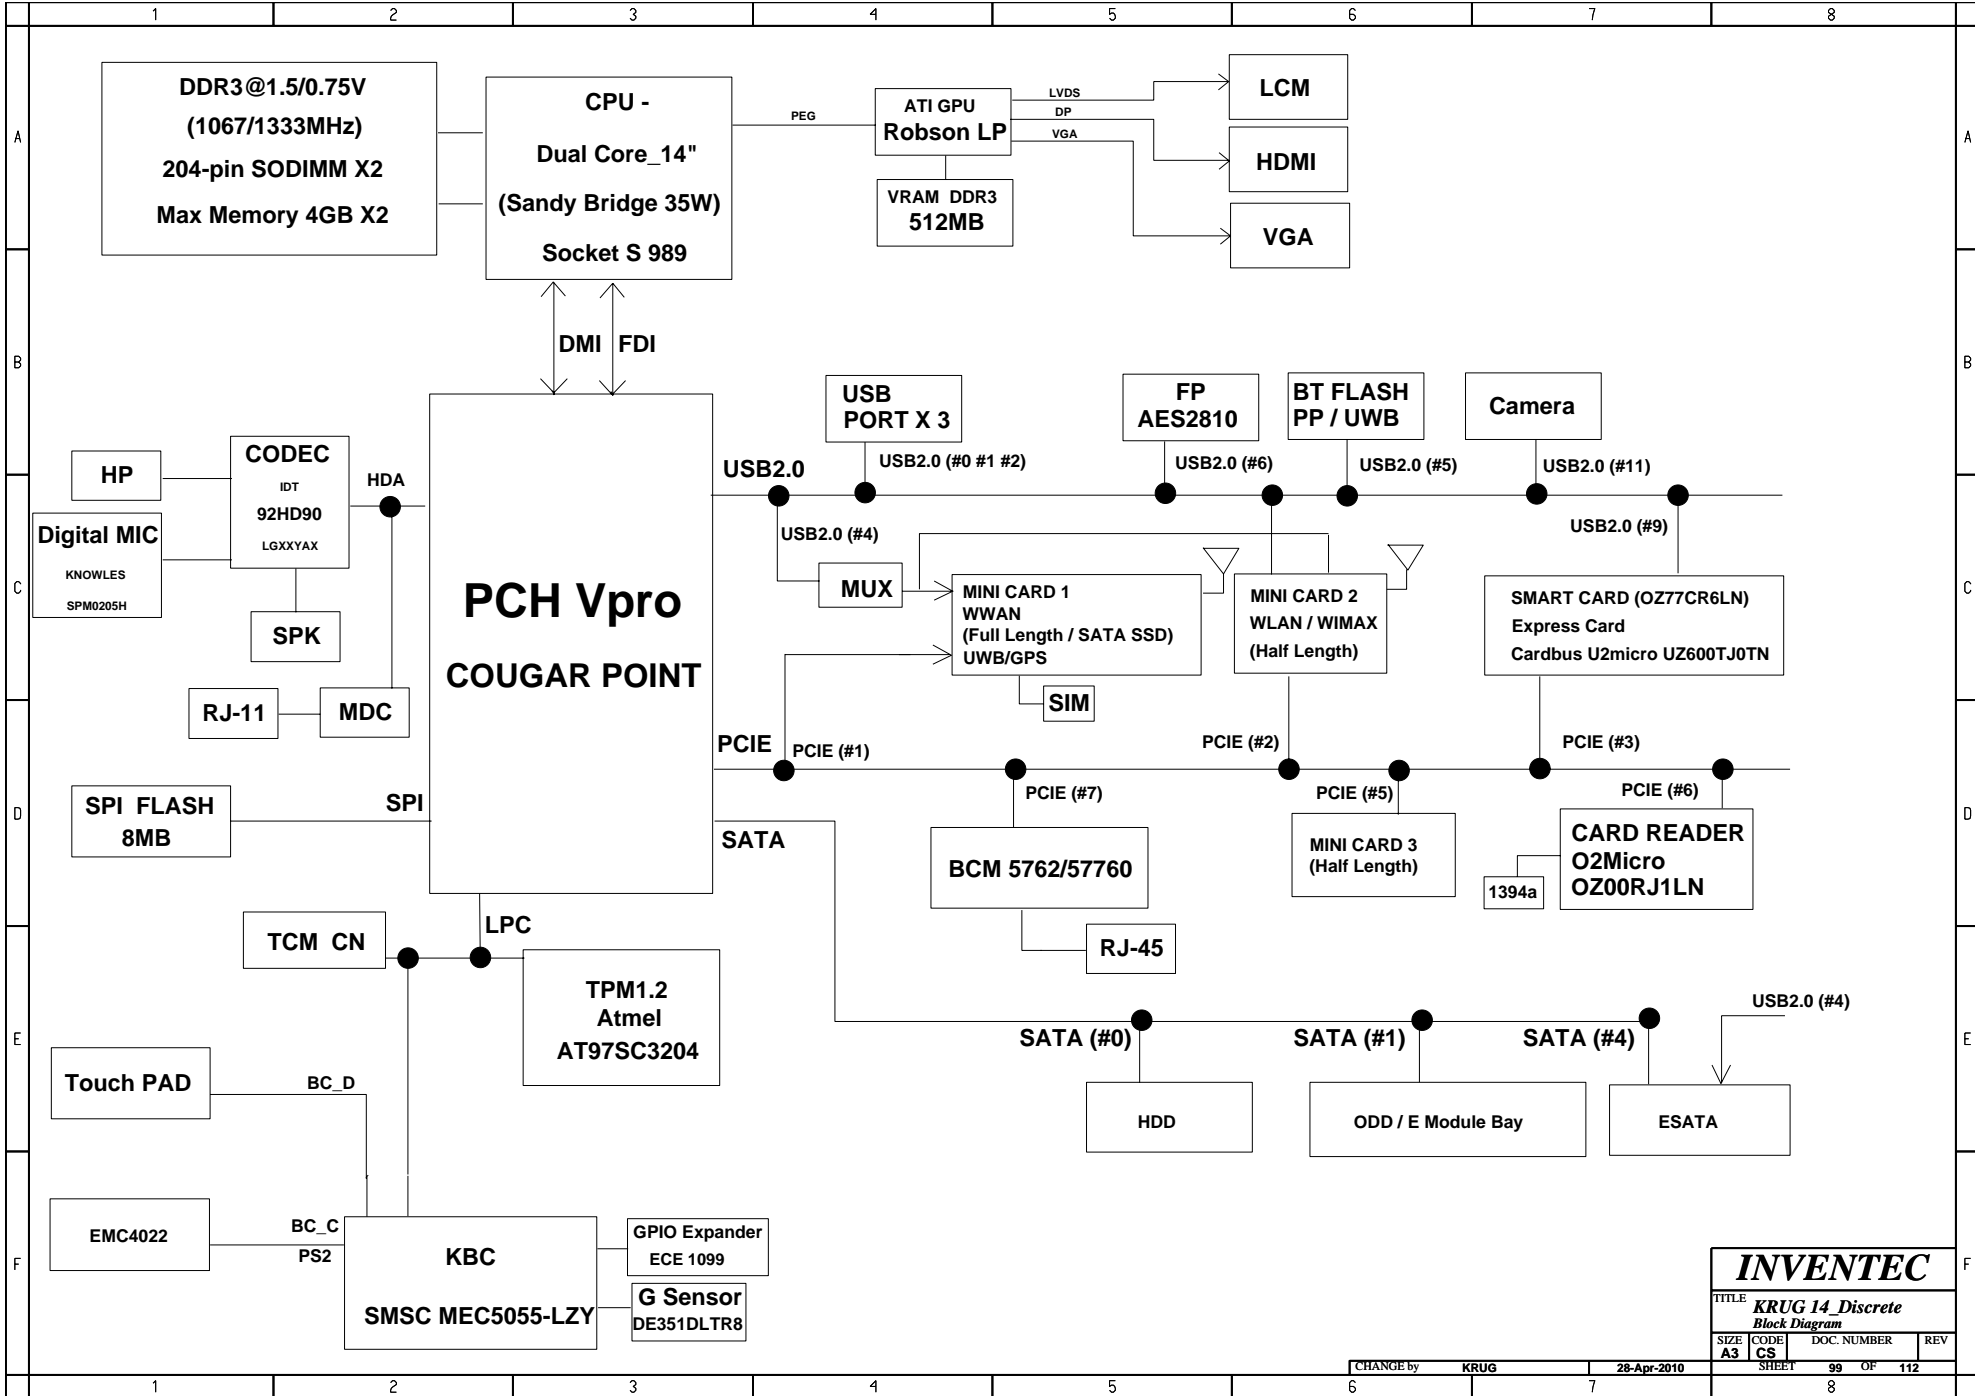 1 2 3 4 5 6 7 8
A
A
B
B
C
C
D
D
E
E
F
F
DDR3@1.5/0.75V
(1067/1333MHz)
204-pin SODIMM X2
Max Memory 4GB X2
CPU -
Dual Core_14"
(Sandy Bridge 35W)
Socket S 989
PEG
ATI GPU
Robson LP
VRAM DDR3
512MB
LVDS
DP
VGA
LCM
HDMI
VGA
DMI
FDI
PCH Vpro
COUGAR POINT
HP
Digital MIC
KNOWLES
SPM0205H
CODEC
IDT
92HD90
LGXXYAX
HDA
SPK
RJ-11
MDC
SPI FLASH
8MB
SPI
USB2.0
USB
PORT X 3
USB2.0 (#0 #1 #2)
FP
AES2810
USB2.0 (#6)
BT FLASH
PP / UWB
USB2.0 (#5)
Camera
USB2.0 (#11)
USB2.0 (#4)
USB2.0 (#9)
MUX
MINI CARD 1
WWAN
(Full Length / SATA SSD)
UWB/GPS
SIM
MINI CARD 2
WLAN / WIMAX
(Half Length)
SMART CARD (OZ77CR6LN)
Express Card
Cardbus U2micro UZ600TJ0TN
PCIE
PCIE (#1)
PCIE (#2)
PCIE (#3)
PCIE (#7)
PCIE (#5)
PCIE (#6)
SATA
BCM 5762/57760
RJ-45
MINI CARD 3
(Half Length)
1394a
CARD READER
O2Micro
OZ00RJ1LN
LPC
TCM CN
TPM1.2
Atmel
AT97SC3204
SATA (#0)
SATA (#1)
SATA (#4)
USB2.0 (#4)
HDD
ODD / E Module Bay
ESATA
Touch PAD
BC_D
EMC4022
BC_C
PS2
KBC
SMSC MEC5055-LZY
GPIO Expander
ECE 1099
G Sensor
DE351DLTR8
INVENTEC
TITLE
KRUG 14_Discrete
Block Diagram
SIZE CODE DOC. NUMBER REV
A3 CS
CHANGE by KRUG 28-Apr-2010 SHEET 99 OF 112
1 2 3 4 5 6 7 8